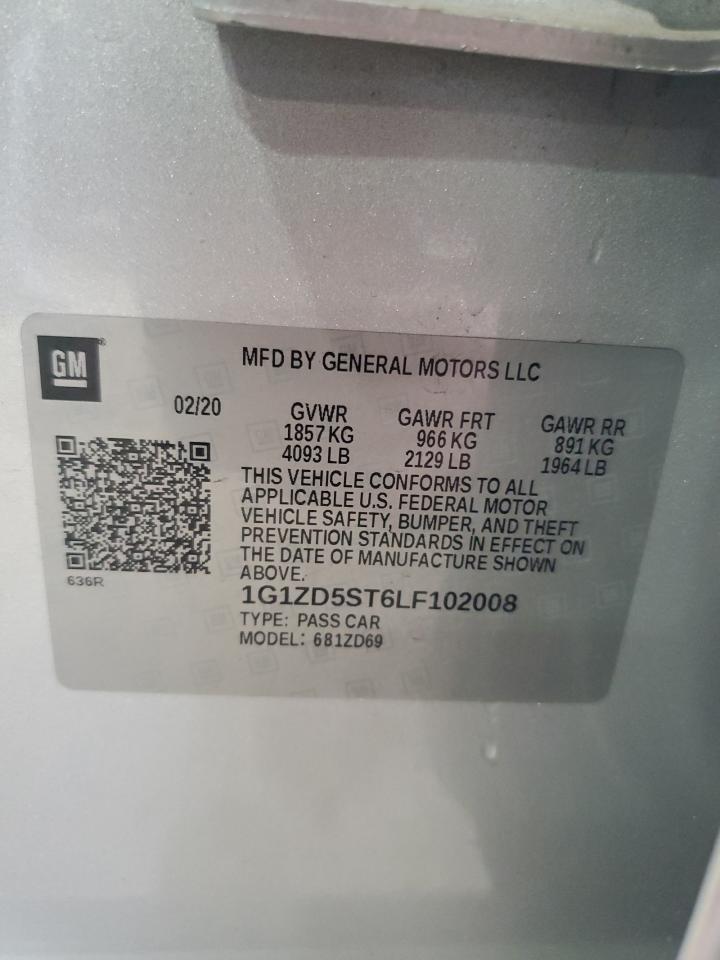 GM
MFD BY GENERAL MOTORS LLC
02/20
GVWR GAWR FRT GAWR RR
1857 KG 966 KG 891 KG
4093 LB 2129 LB 1964 LB
THIS VEHICLE CONFORMS TO ALL
APPLICABLE U.S. FEDERAL MOTOR
VEHICLE SAFETY, BUMPER, AND THEFT
PREVENTION STANDARDS IN EFFECT ON
THE DATE OF MANUFACTURE SHOWN
ABOVE.
636R
1G1ZD5ST6LF102008
TYPE: PASS CAR
MODEL: 681ZD69